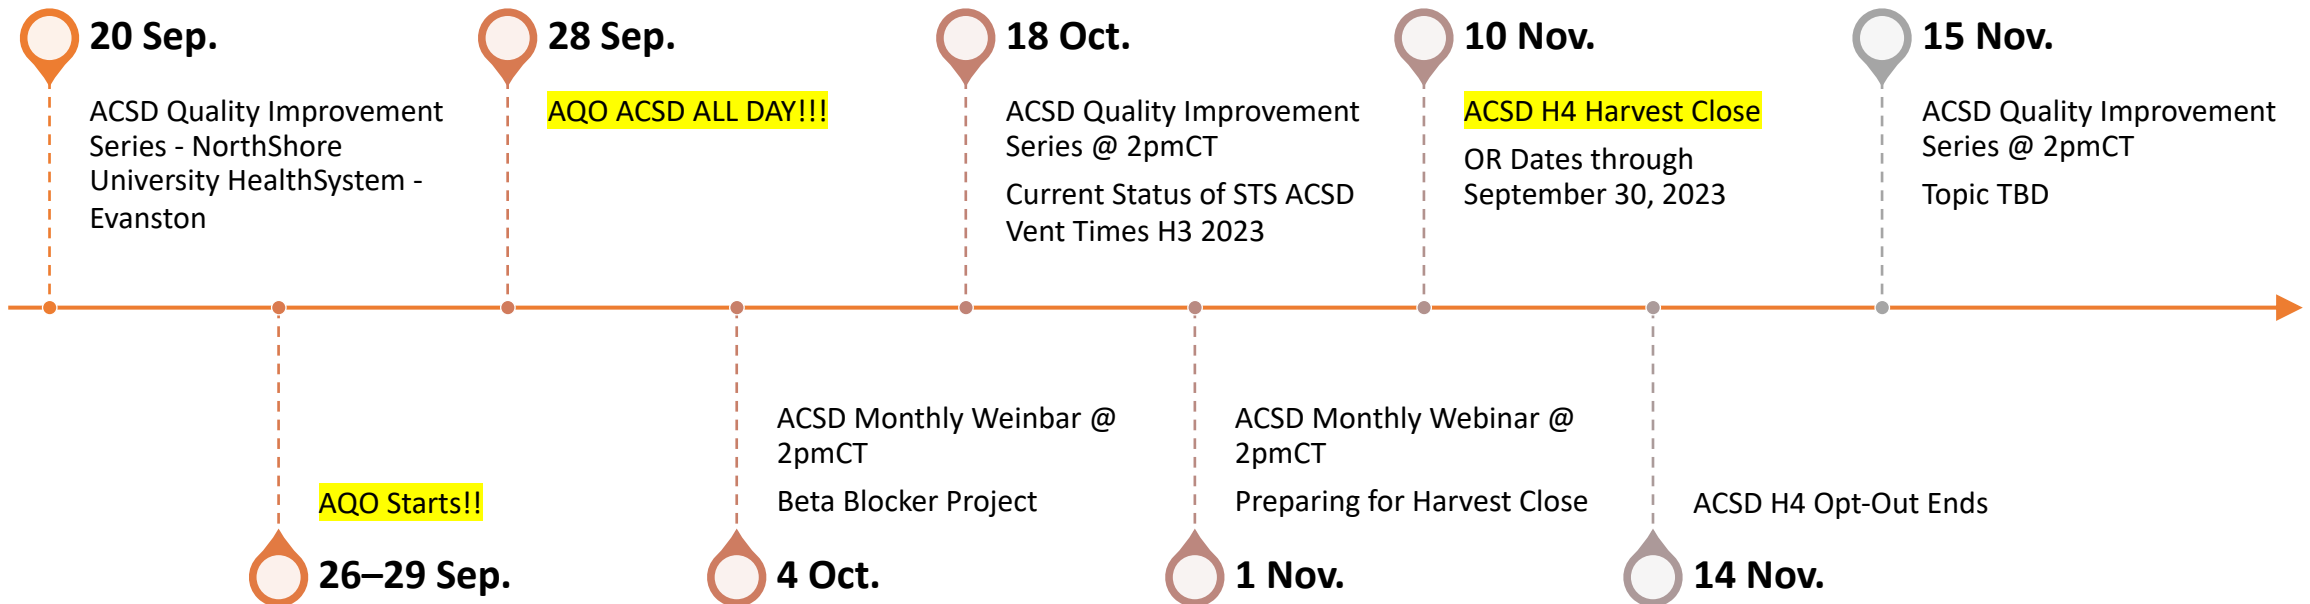 20 Sep.
ACSD Quality Improvement
Series - NorthShore
University HealthSystem -
Evanston
26–29 Sep.
AQO Starts!!
28 Sep.
AQO ACSD ALL DAY!!!
4 Oct.
ACSD Monthly Weinbar @
2pmCT
Beta Blocker Project
18 Oct.
ACSD Quality Improvement
Series @ 2pmCT
Current Status of STS ACSD
Vent Times H3 2023
1 Nov.
ACSD Monthly Webinar @
2pmCT
Preparing for Harvest Close
10 Nov.
ACSD H4 Harvest Close
OR Dates through
September 30, 2023
14 Nov.
ACSD H4 Opt-Out Ends
15 Nov.
ACSD Quality Improvement
Series @ 2pmCT
Topic TBD